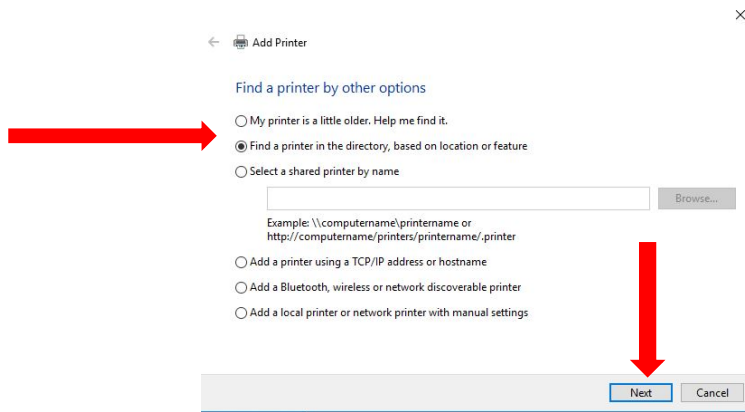 Add Printer
Find a printer by other options
My printer is a little older. Help me find it.
Find a printer in the directory, based on location or feature
Select a shared printer by name
Browse...
Example: \\computername\printername or
http://computername/printers/printername/.printer
Add a printer using a TCP/IP address or hostname
Add a Bluetooth, wireless or network discoverable printer
Add a local printer or network printer with manual settings
Next Cancel